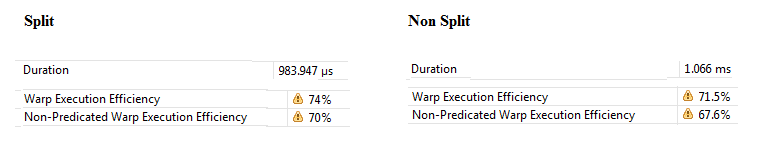 Split
Duration 983.947 µs
Warp Execution Efficiency 74%
Non-Predicated Warp Execution Efficiency 70%
Non Split
Duration 1.066 ms
Warp Execution Efficiency 71.5%
Non-Predicated Warp Execution Efficiency 67.6%